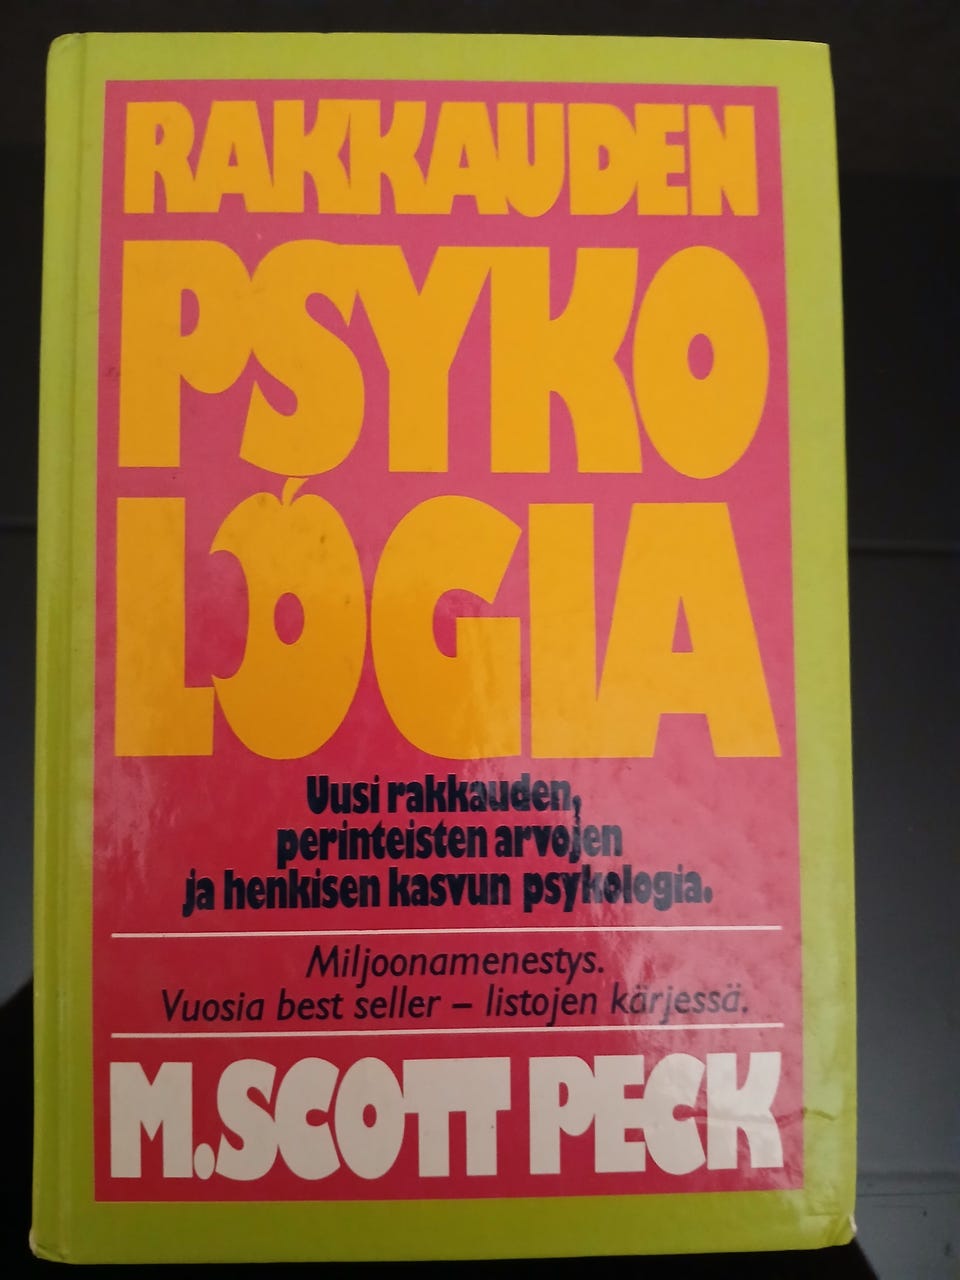 RAKKAUDEN
PSYKO
LOGIA
Uusi rakkauden,
perinteisten arvojen
ja henkisen kasvun psykologia.
Miljoonamenestys.
Vuosia best seller – listojen kärjessä.
M. SCOTT PECK